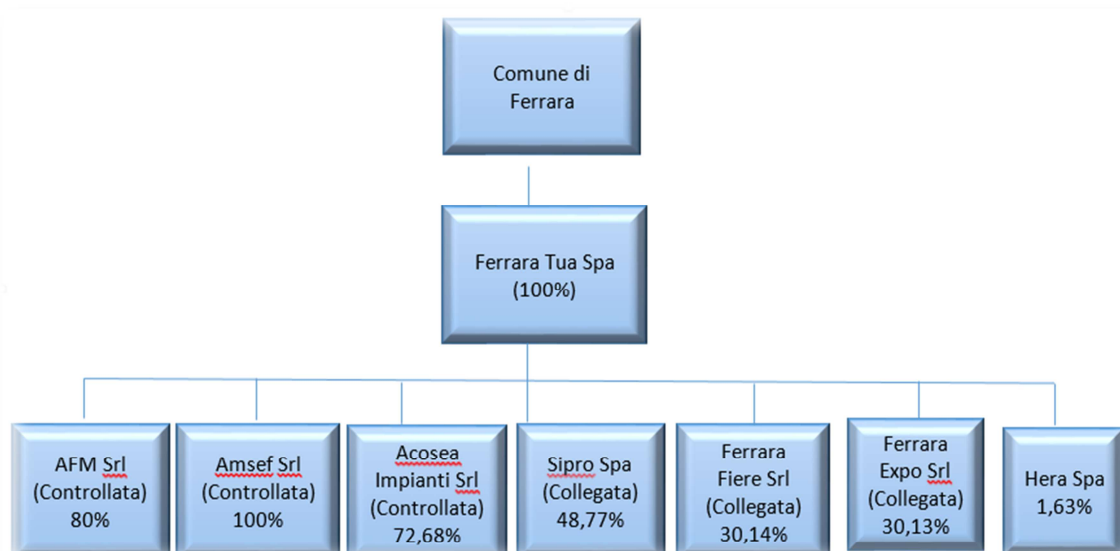 Comune di
Ferrara
Ferrara Tua Spa
(100%)
AFM Srl
(Controllata)
80%
Amsef Srl
(Controllata)
100%
Acosea
Impianti Srl
(Controllata)
72,68%
Sipro Spa
(Collegata)
48,77%
Ferrara
Fiere Srl
(Collegata)
30,14%
Ferrara
Expo Srl
(Collegata)
30,13%
Hera Spa
1,63%